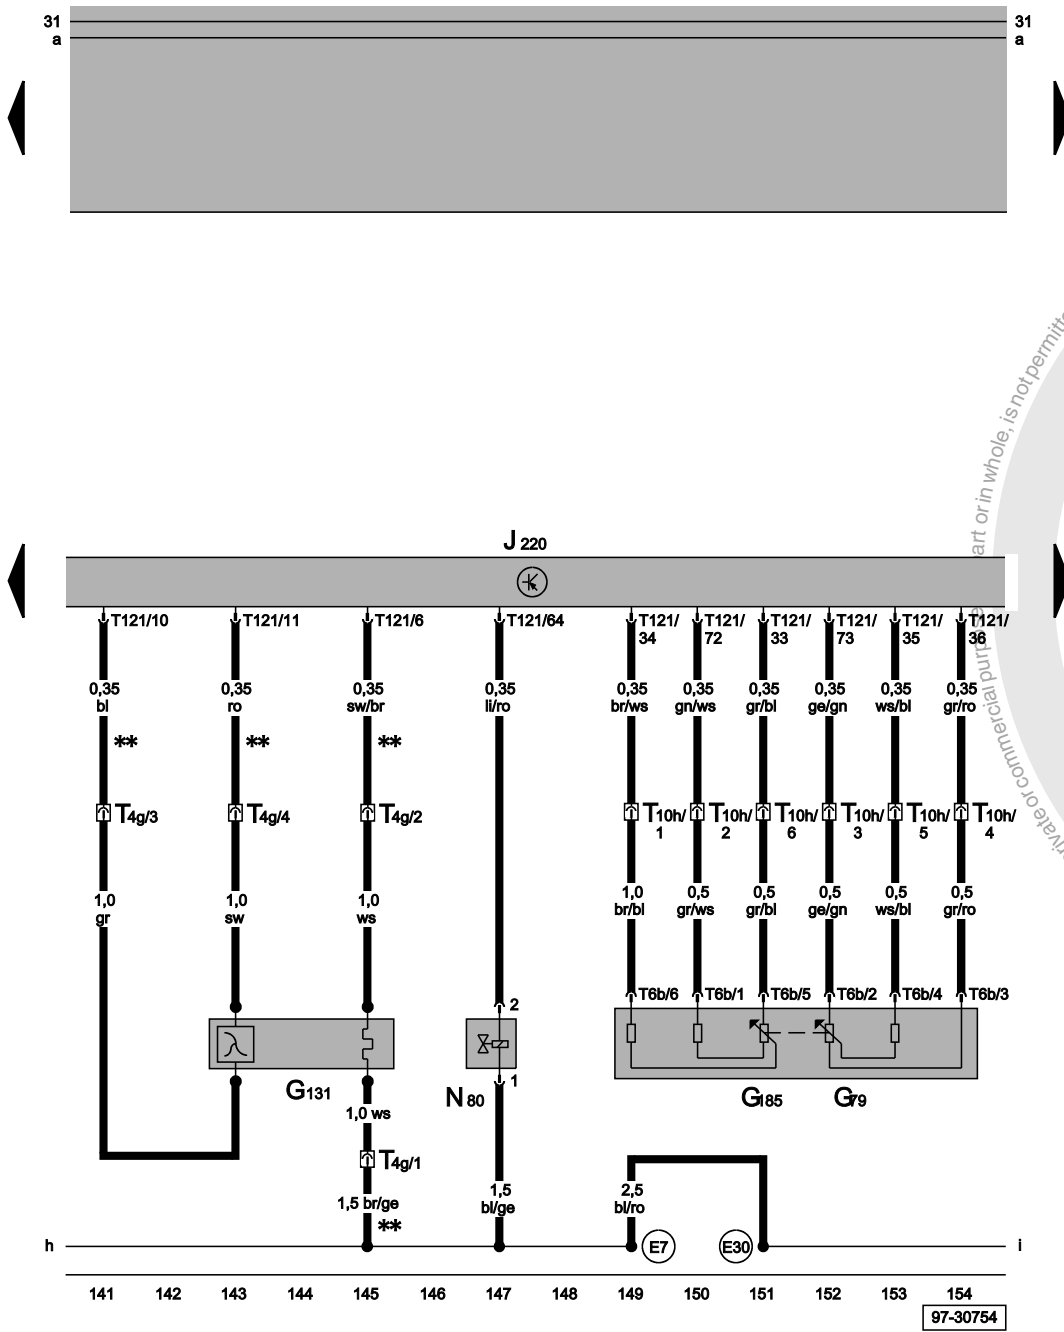 31 31
a a
J 220
T121/10 T121/11 T121/6 T121/64 T121/ T121/ T121/ T121/ T121/ T121/
34 72 33 73 35 36
0,35 0,35 0,35 0,35 0,35 0,35 0,35 0,35 0,35 0,35
bl ro sw/br li/ro br/ws gn/ws gr/bl ge/gn ws/bl gr/ro
** ** **
T4g/3 T4g/4 T4g/2 T10h/ T10h/ T10h/ T10h/ T10h/ T10h/
1 2 6 3 5 4
1,0 1,0 1,0 1,0 0,5 0,5 0,5 0,5 0,5
gr sw ws br/bl gr/ws gr/bl ge/gn ws/bl gr/ro
T6b/6 T6b/1 T6b/5 T6b/2 T6b/4 T6b/3
2
1
G131 N 80 G185 G79
1,0 ws
T4g/1
1,5 br/ge
**
1,5
bl/ge
2,5
bl/ro
h E7 E30 i
141 142 143 144 145 146 147 148 149 150 151 152 153 154
97-30754
part or in whole, is not
commercial